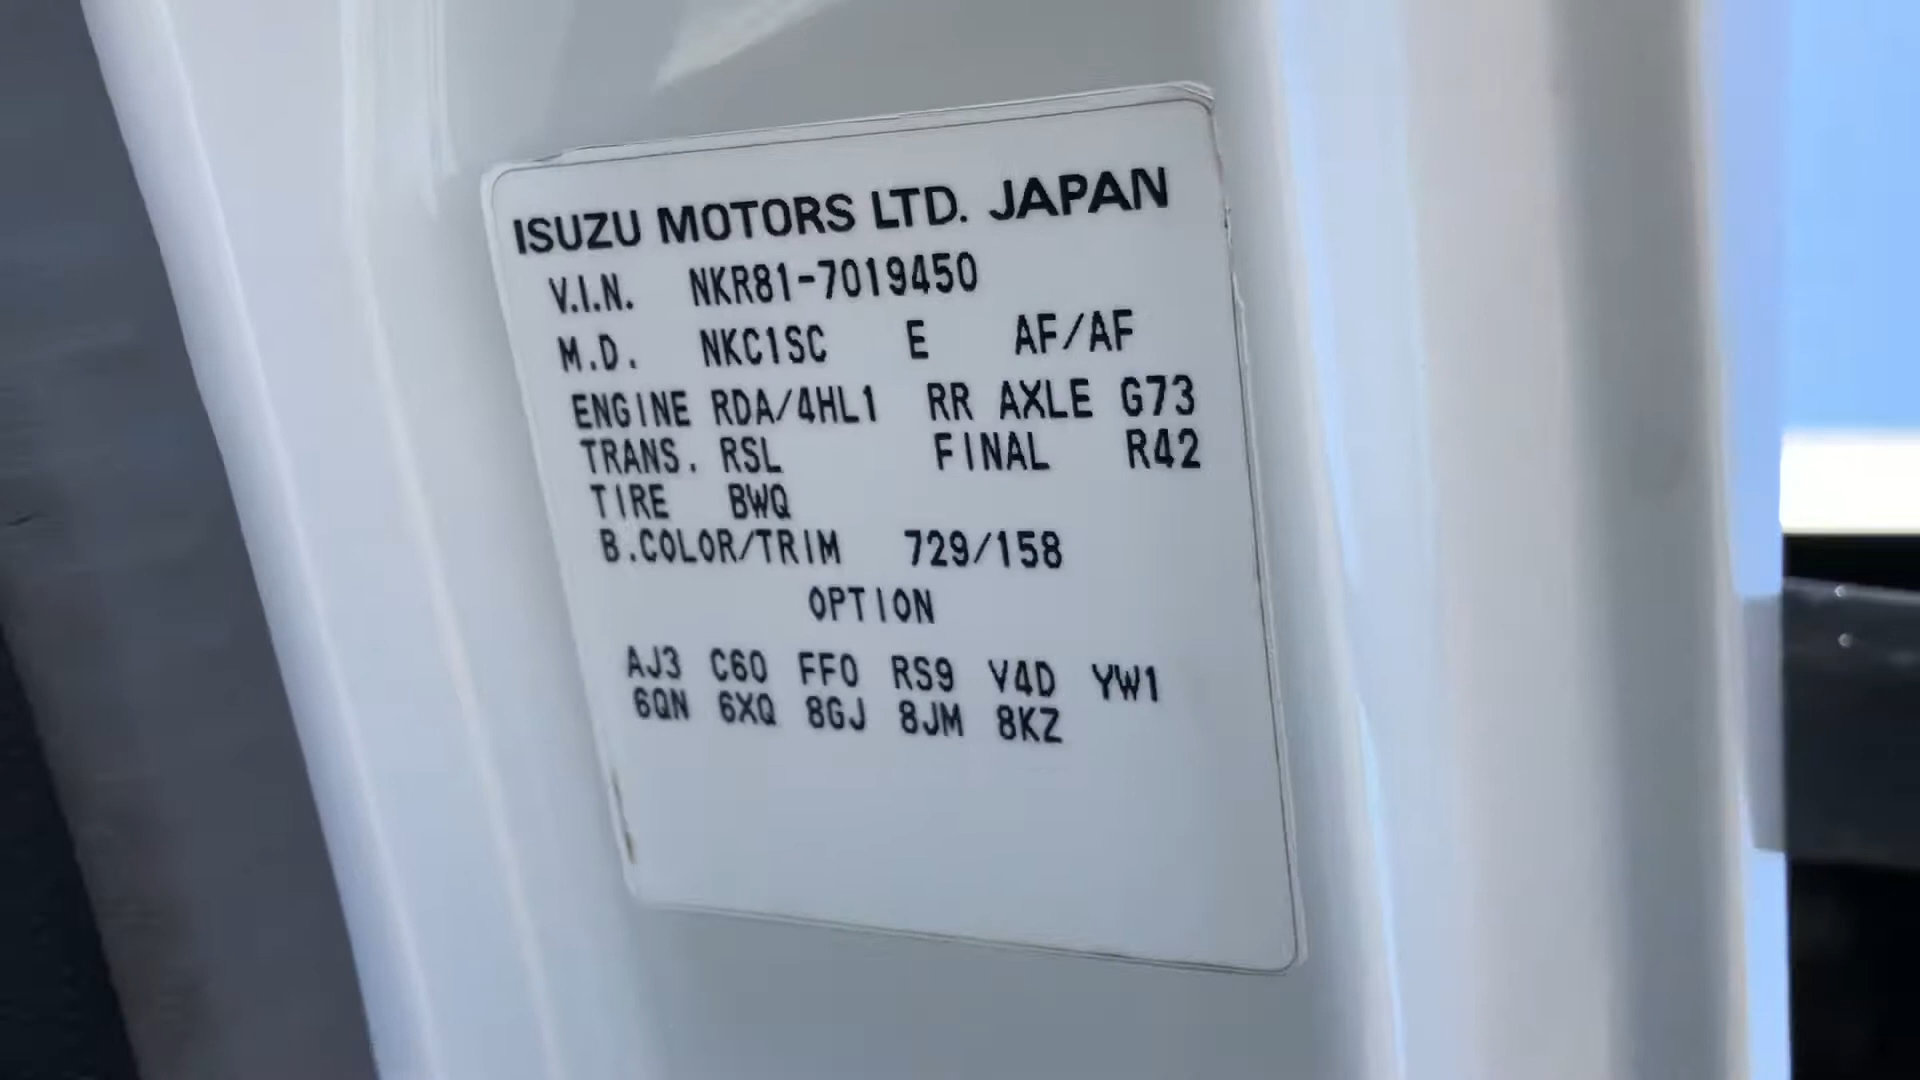 ISUZU MOTORS LTD. JAPAN
V.I.N. NKR81-7019450
M.D. NKC1SC E AF/AF
ENGINE RDA/4HL1 RR AXLE G73
TRANS. RSL FINAL R42
TIRE BWQ
B.COLOR/TRIM 729/158
OPTION
AJ3 C60 FF0 RS9 V4D YW1
6QN 6XQ 8GJ 8JM 8KZ